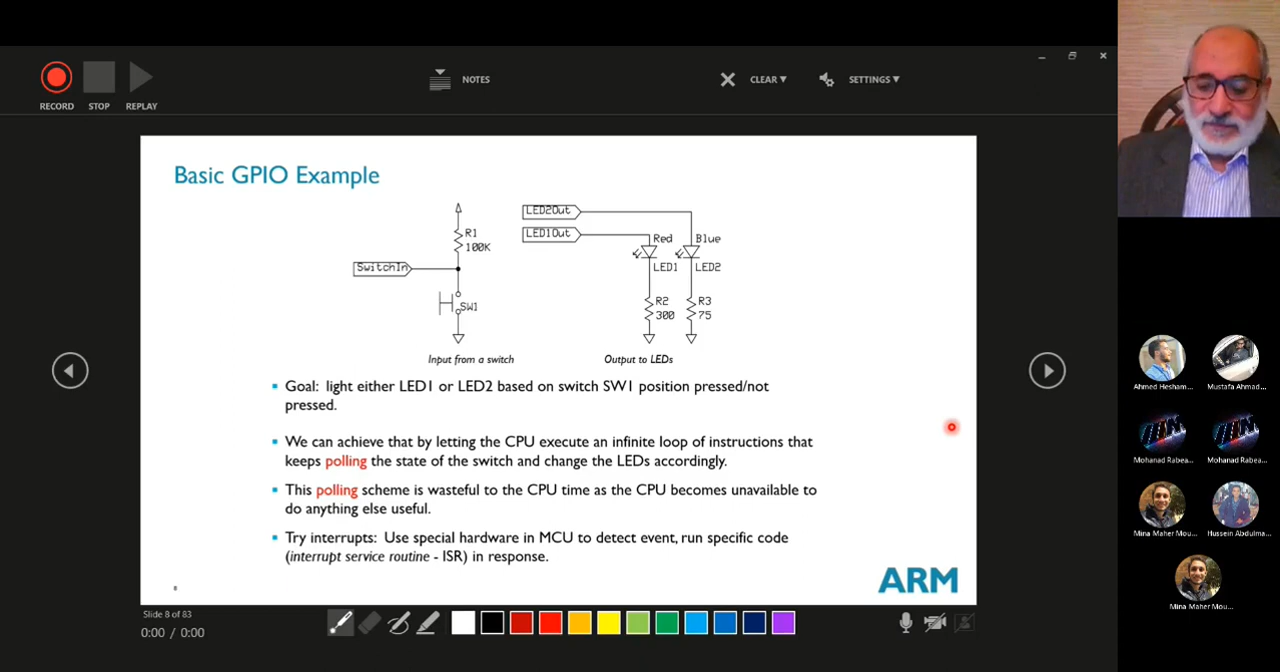 NOTES
CLEAR▼
SETTINGS▼
RECORD
STOP
REPLAY
Basic GPIO Example
LED2Out
R1
100K
LED1Out
Red
Blue
SwitchIn
LED1
LED2
SW1
R2
300
R3
75
Input from a switch
Output to LEDs
▪ Goal: light either LED1 or LED2 based on switch SW1 position pressed/not
pressed.
▪ We can achieve that by letting the CPU execute an infinite loop of instructions that
keeps polling the state of the switch and change the LEDs accordingly.
▪ This polling scheme is wasteful to the CPU time as the CPU becomes unavailable to
do anything else useful.
▪ Try interrupts: Use special hardware in MCU to detect event, run specific code
(interrupt service routine - ISR) in response.
8
ARM
Slide 8 of 83
0:00 / 0:00
Ahmed Hesham...
Mustafa Ahmad...
Mohanad Rabea...
Mohanad Rabea...
Mina Maher Mou...
Hussein Abdulma...
Mina Maher Mou...